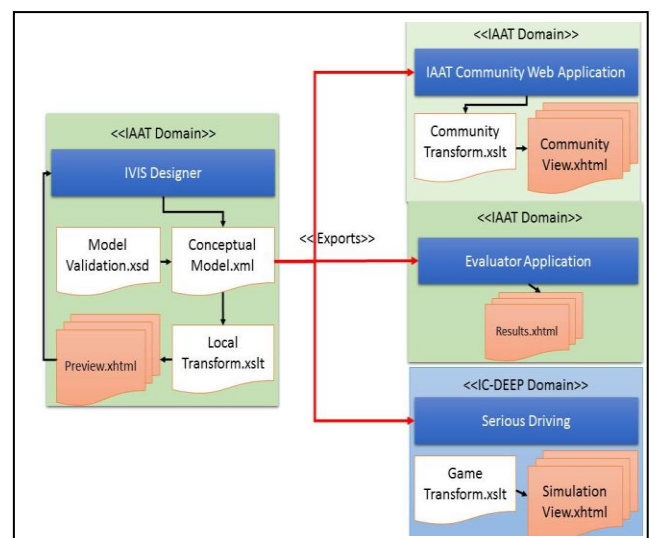 <<IAAT Domain>>
IVIS Designer
Model
Validation.xsd
Conceptual
Model.xml
Local
Transform.xslt
Preview.xhtml
<< Exports>>
<<IAAT Domain>>
IAAT Community Web Application
Community
Transform.xslt
Community
View.xhtml
<<IAAT Domain>>
Evaluator Application
Results.xhtml
<<IC-DEEP Domain>>
Serious Driving
Game
Transform.xslt
Simulation
View.xhtml